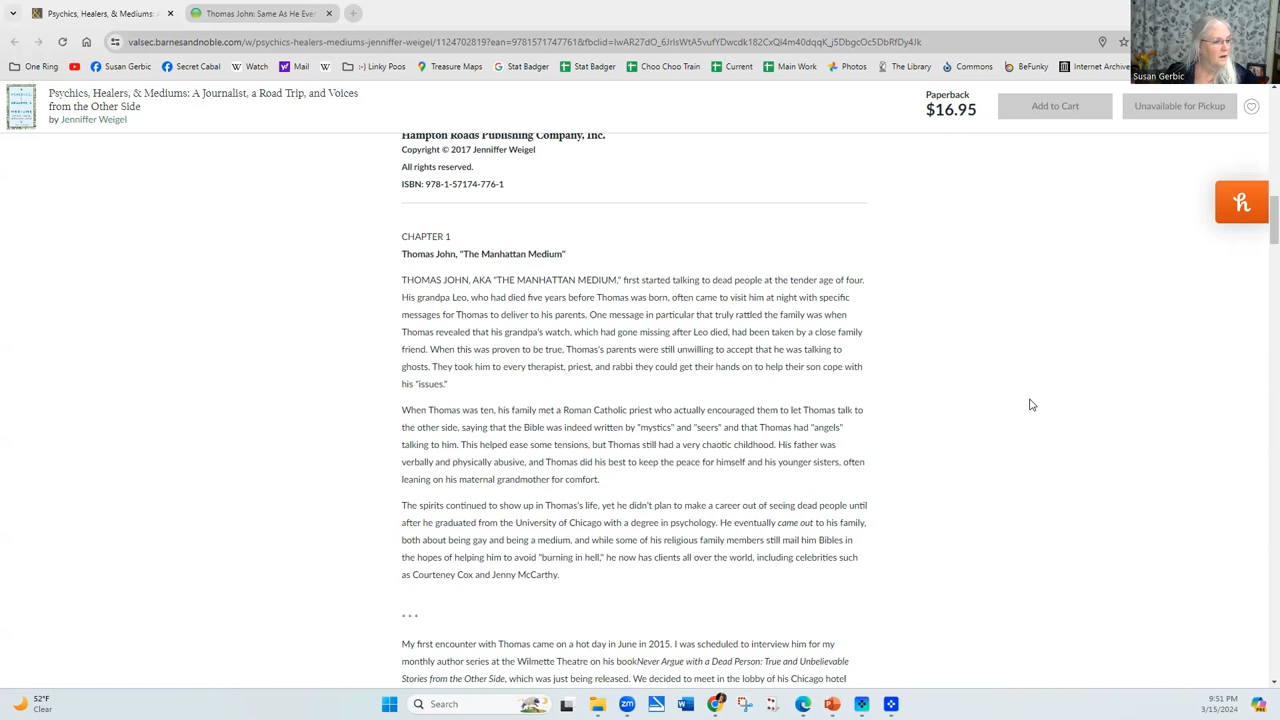 Psychics, Healers, & Mediums: A
Thomas John: Same As He Ever
valsec.barnesandnoble.com/w/psychics-healers-mediums-jennniffer-weigel/1124702819?ean=9781571747761&fbclid=
One Ring
Susan Gerbic
Secret Cabal
Watch
Mail
:-) Linky Poos
Treasure Maps
Stat Badger
Stat Badger
Choo Choo Train
Customer
Main Work
Photos
The Library
Commons
BeFunky
Internet Archive
Susan Gerbic
Psychics, Healers, & Mediums: A Journalist, a Road Trip, and Voices
from the Other Side
by Jenniffer Weigel
Paperback
$16.95
Add to Cart
Unavailable for Pickup
Hampton Roads Publishing Company, Inc.
Copyright © 2017 Jenniffer Weigel
All rights reserved.
ISBN: 978-1-57174-776-1
CHAPTER 1
Thomas John, "The Manhattan Medium"
THOMAS JOHN, AKA "THE MANHATTAN MEDIUM," first started talking to dead people at the tender age of four.
His grandpa Leo, who had died five years before Thomas was born, often came to visit him at night with specific
messages for Thomas to deliver to his parents. One message in particular that truly rattled the family was when
Thomas revealed that his grandpa's watch, which had gone missing after Leo died, had been taken by a close family
friend. When this was proven to be true, Thomas's parents were still unwilling to accept that he was talking to
ghosts. They took him to every therapist, priest, and rabbi they could get their hands on to help their son cope with
his "issues."
When Thomas was ten, his family met a Roman Catholic priest who actually encouraged them to let Thomas talk to
the other side, saying that the Bible was indeed written by "mystics" and "seers" and that Thomas had "angels"
talking to him. This helped ease some tensions, but Thomas still had a very chaotic childhood. His father was
verbally and physically abusive, and Thomas did his best to keep the peace for himself and his younger sisters, often
leaning on his maternal grandmother for comfort.
The spirits continued to show up in Thomas's life, yet he didn't plan to make a career out of seeing dead people until
after he graduated from the University of Chicago with a degree in psychology. He eventually came out to his family,
both about being gay and being a medium, and while some of his religious family members still mail him Bibles in
the hopes of helping him to avoid "burning in hell," he now has clients all over the world, including celebrities such
as Courteney Cox and Jenny McCarthy.
* * *
My first encounter with Thomas came on a hot day in June in 2015. I was scheduled to interview him for my
monthly author series at the Wilmette Theatre on his bookNever Argue with a Dead Person: True and Unbelievable
Stories from the Other Side, which was just being released. We decided to meet in the lobby of his Chicago hotel
52°F
Clear
Search
9:51 PM
3/15/2024